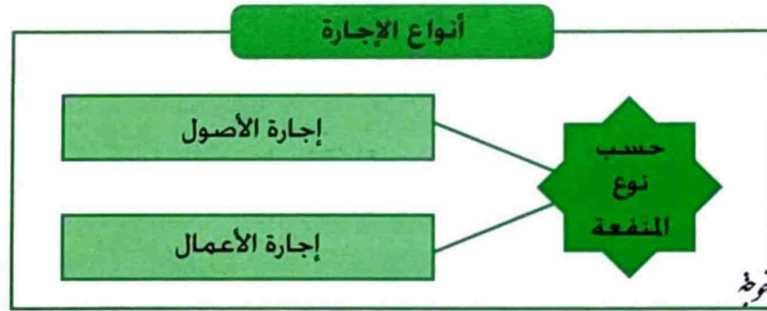 أنواع الإجارة
حسب
نوع
المنفعة
إجارة الأصول
إجارة الأعمال